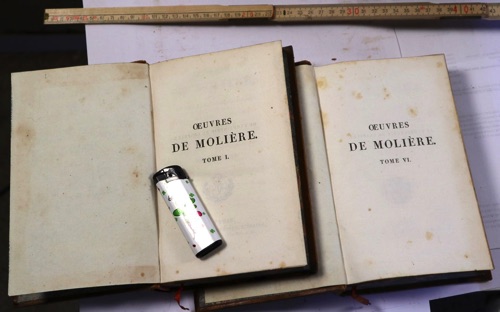 ŒUVRES
DE MOLIÈRE.
TOME I.
ŒUVRES
DE MOLIÈRE.
TOME VI.